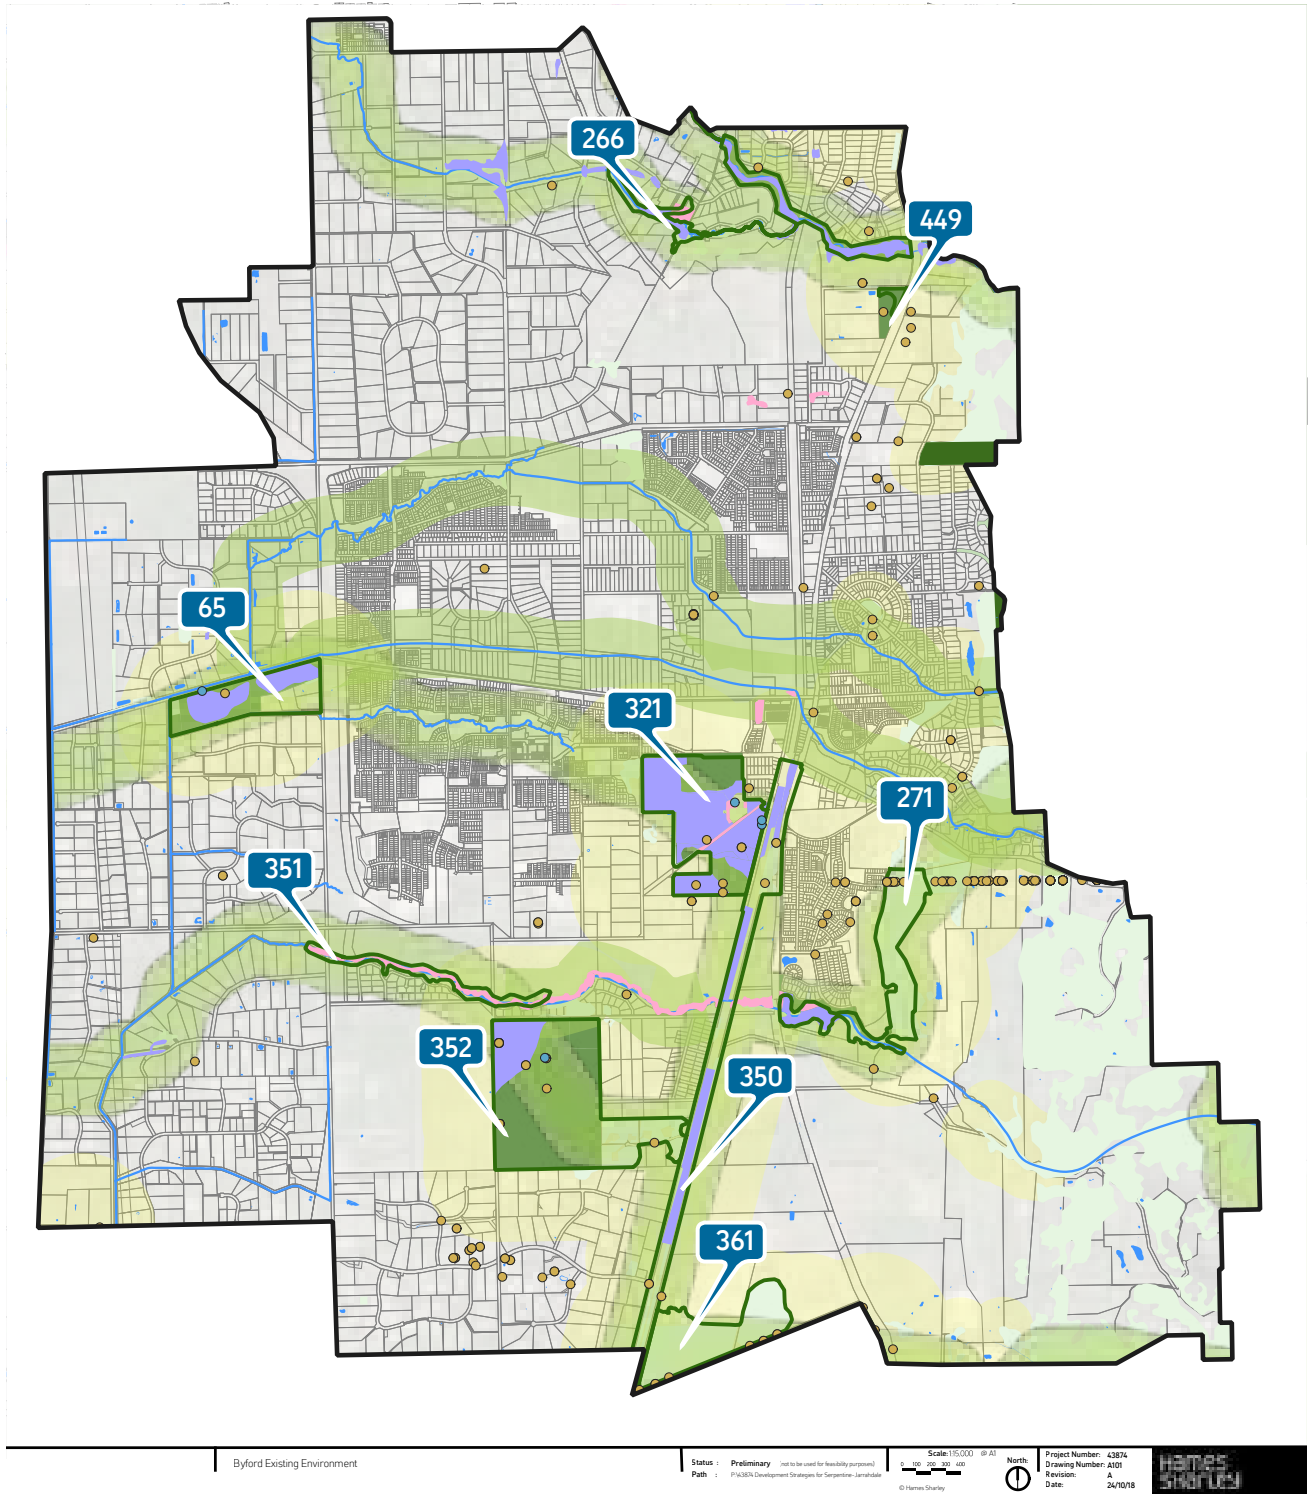 266
449
65
321
271
351
352
350
361
Byford Existing Environment
Status : Preliminary (not to be used for feasibility purposes)
Path : P:\43874 Development Strategies for Serpentine-Jarrahdale
Scale: 1:15,000 @ A1
0 100 200 300 400
© Hames Sharley
North:
Project Number: 43874
Drawing Number: A101
Revision: A
Date: 24/10/18
Hames
Sharley